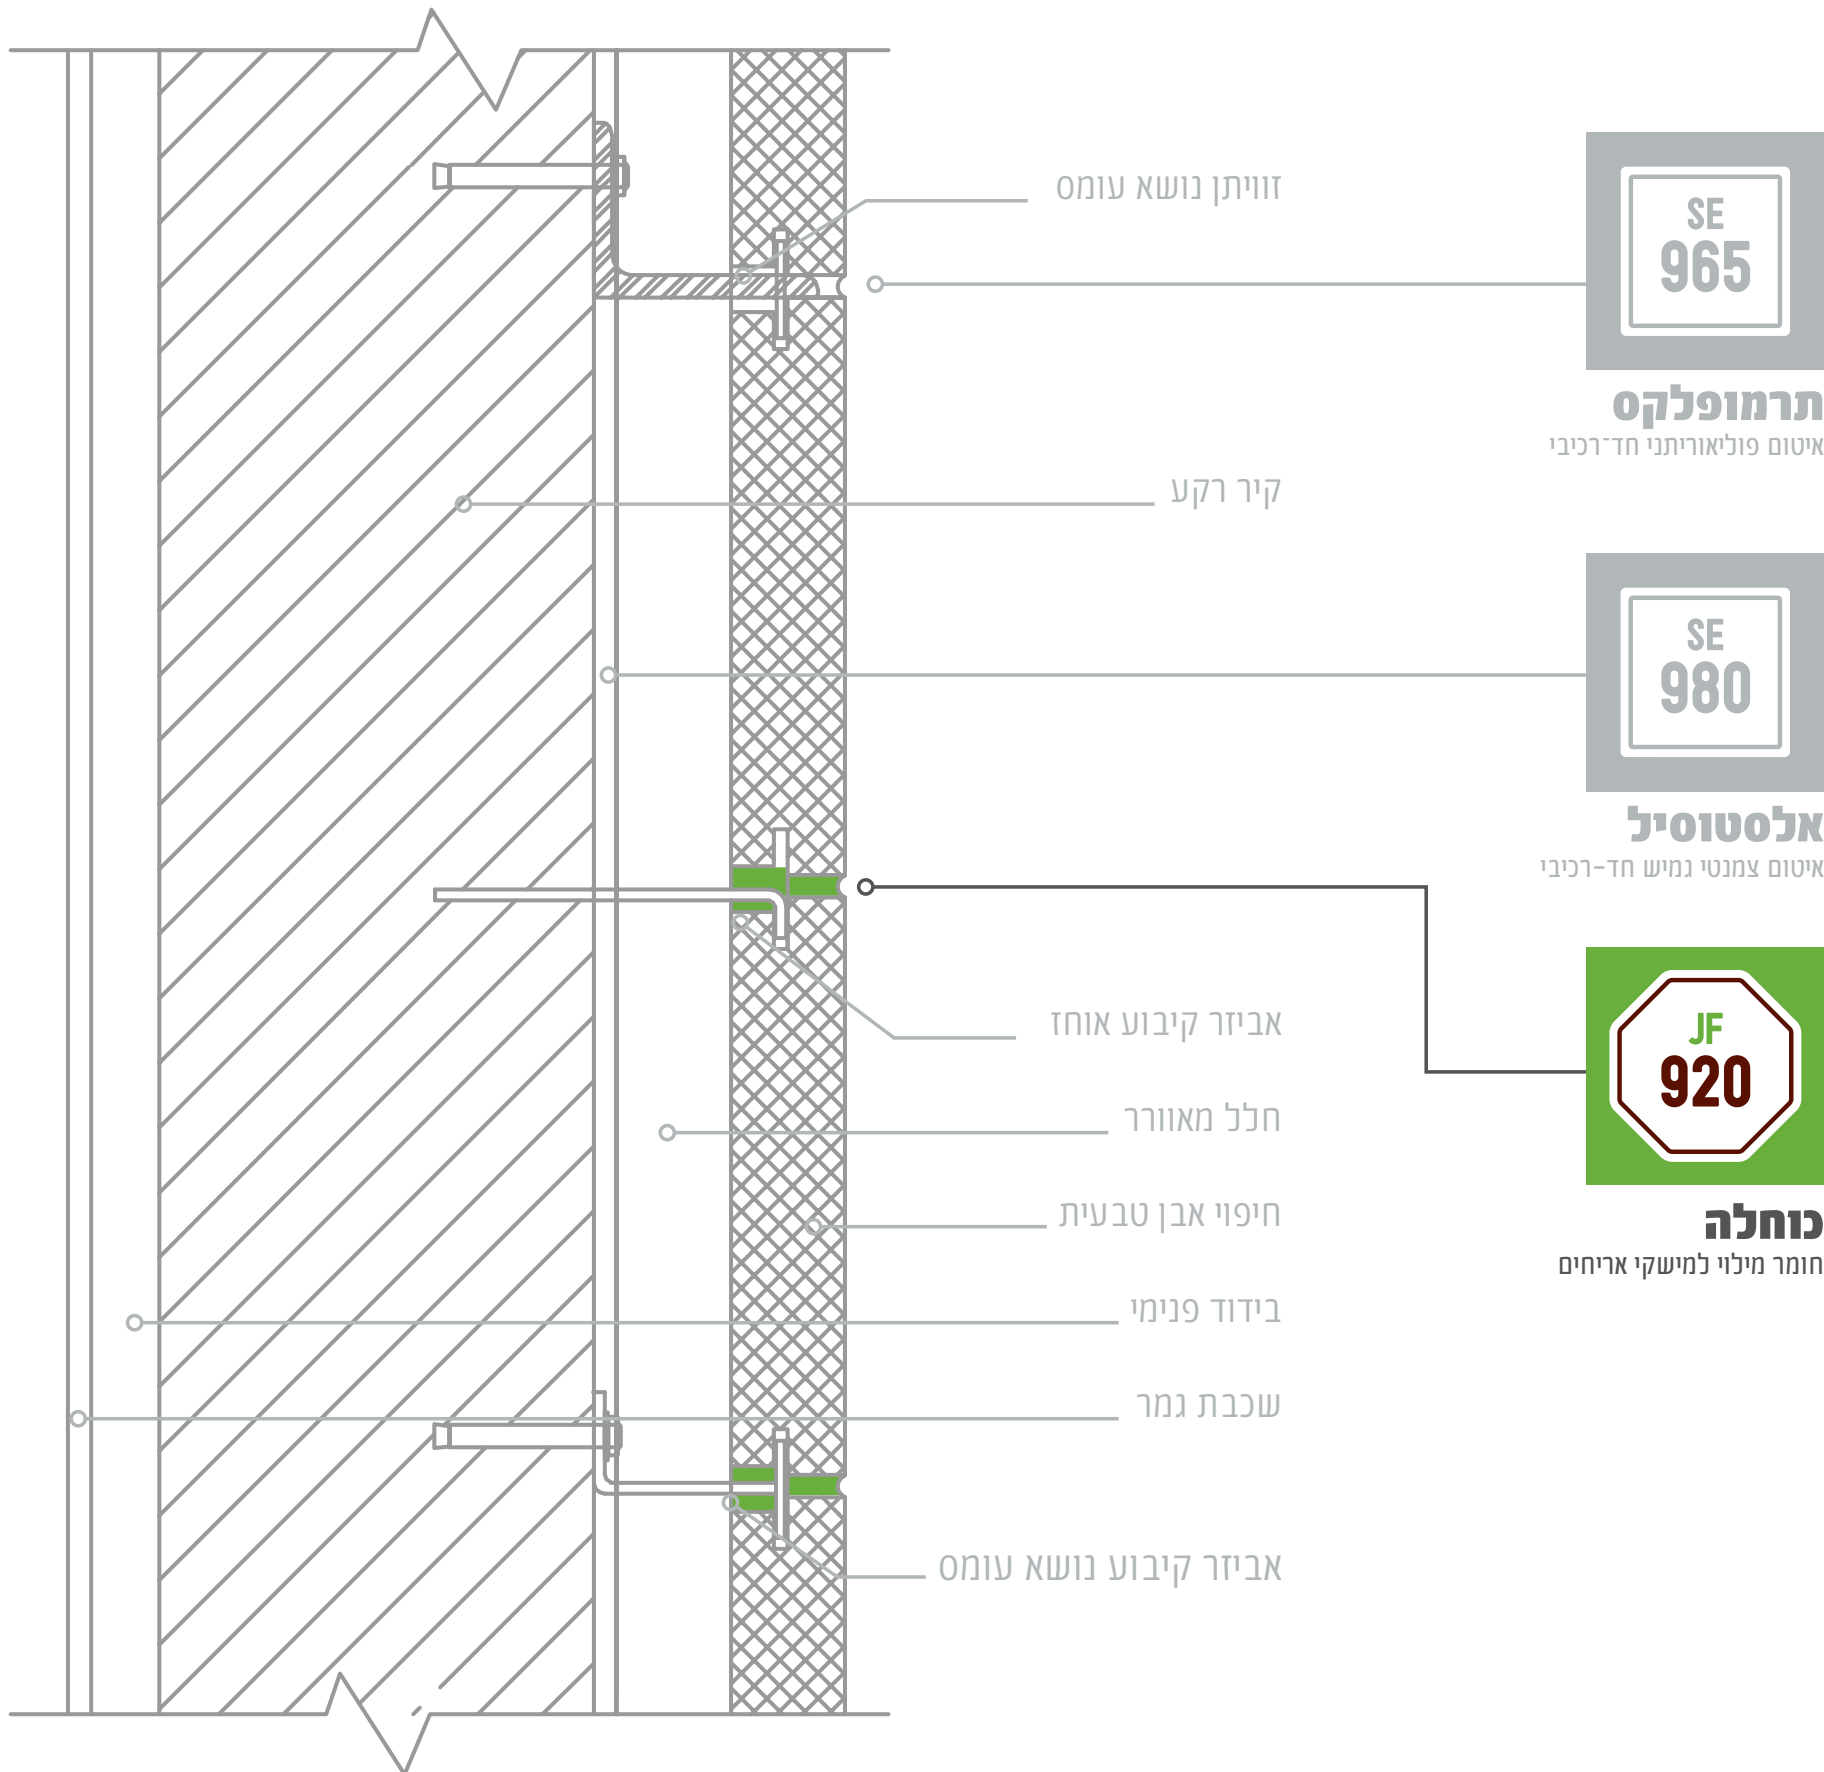 זוויתן נושא עומס
SE
965
תרמופלקס
איטום פוליאוריתני חד־רכיבי
קיר רקע
SE
980
אלסטוסיל
איטום צמנטי גמיש חד-רכיבי
אביזר קיבוע אוחז
JF
920
חלל מאוורר
חיפוי אבן טבעית
כוחלה
חומר מילוי למישקי אריחים
בידוד פנימי
שכבת גמר
אביזר קיבוע נושא עומס